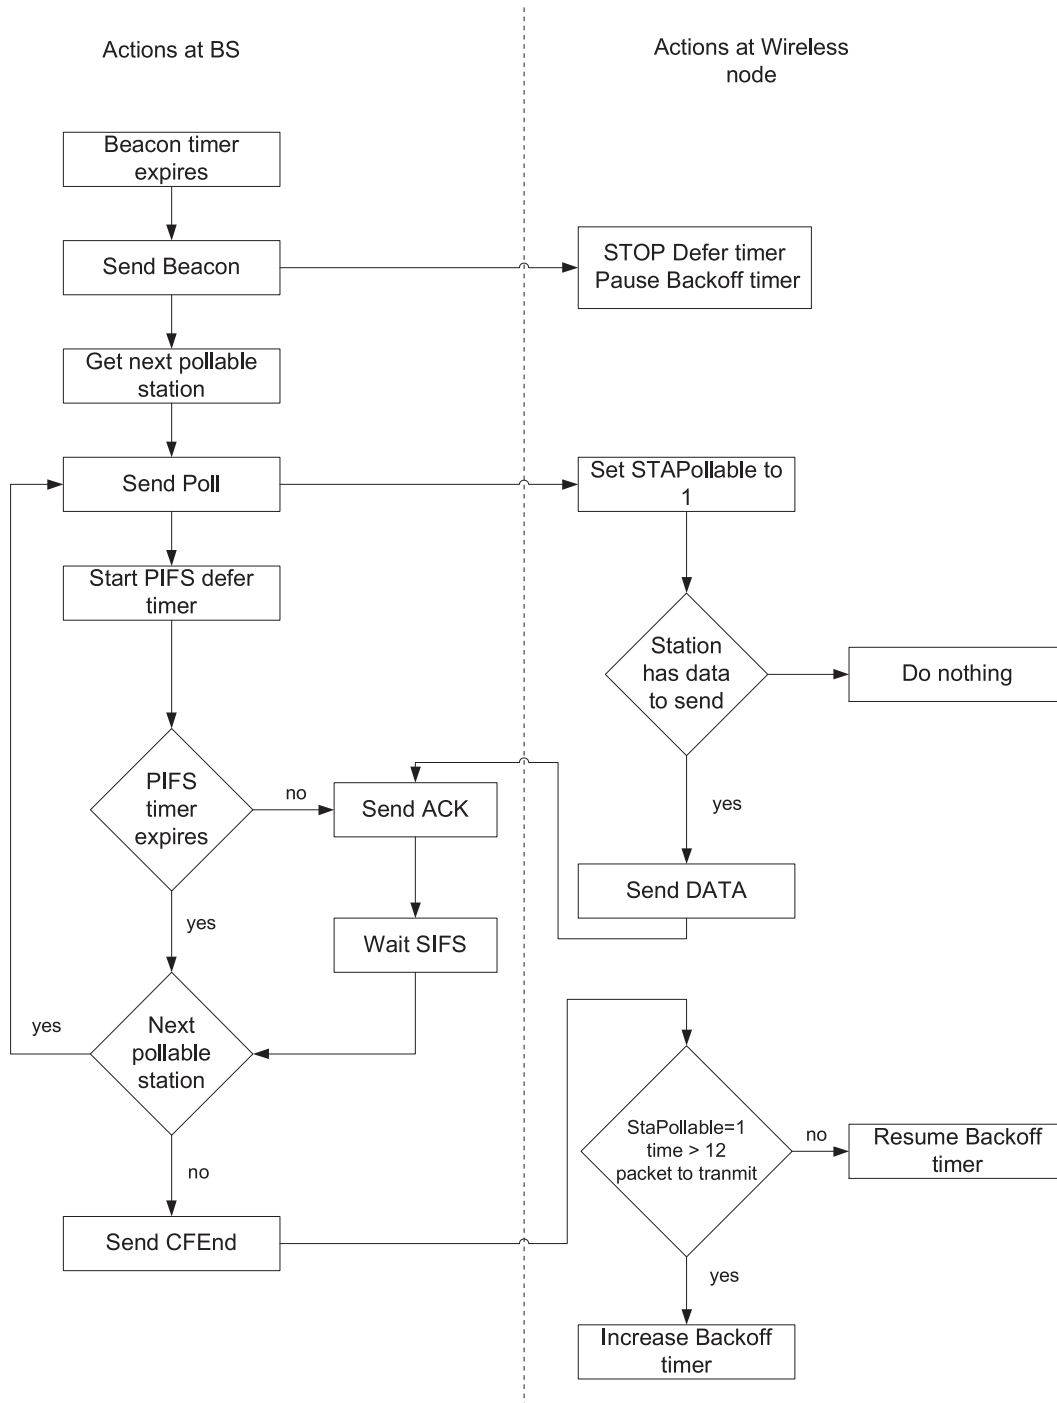 Actions at BS
Actions at Wireless
node
Beacon timer
expires
Send Beacon
STOP Defer timer
Pause Backoff timer
Get next pollable
station
Send Poll
Set STAPollable to
1
Start PIFS defer
timer
Station
has data
to send
Do nothing
PIFS
timer
expires
no
Send ACK
yes
Send DATA
yes
Wait SIFS
yes
Next
pollable
station
StaPollable=1
time > 12
packet to tranmit
no
Resume Backoff
timer
no
Send CFEnd
yes
Increase Backoff
timer